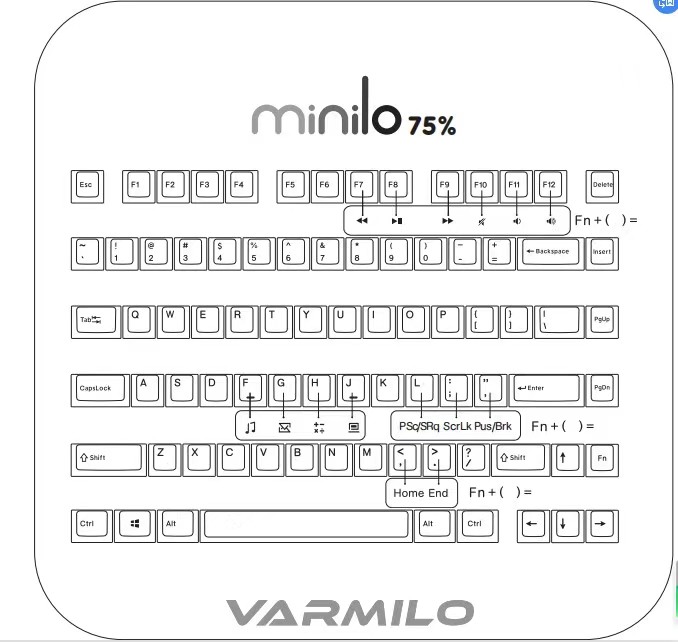 minilo 75%
Esc F1 F2 F3 F4 F5 F6 F7 F8 F9 F10 F11 F12 Delete
Fn + ( ) =
~ ` ! 1 @ 2 # 3 $ 4 % 5 ^ 6 & 7 * 8 ( 9 ) 0 _ - + = ← Backspace Insert
Tab Q W E R T Y U I O P { [ } ] | \ PgUp
CapsLock A S D F G H J K L : ; " ' ↵ Enter PgDn
PSc/SRq ScrLk Pus/Brk Fn + ( ) =
⇧ Shift Z X C V B N M < , > . ? / ⇧ Shift ↑ Fn
Home End Fn + ( ) =
Ctrl Alt Alt Ctrl ← ↓ →
VARMILO